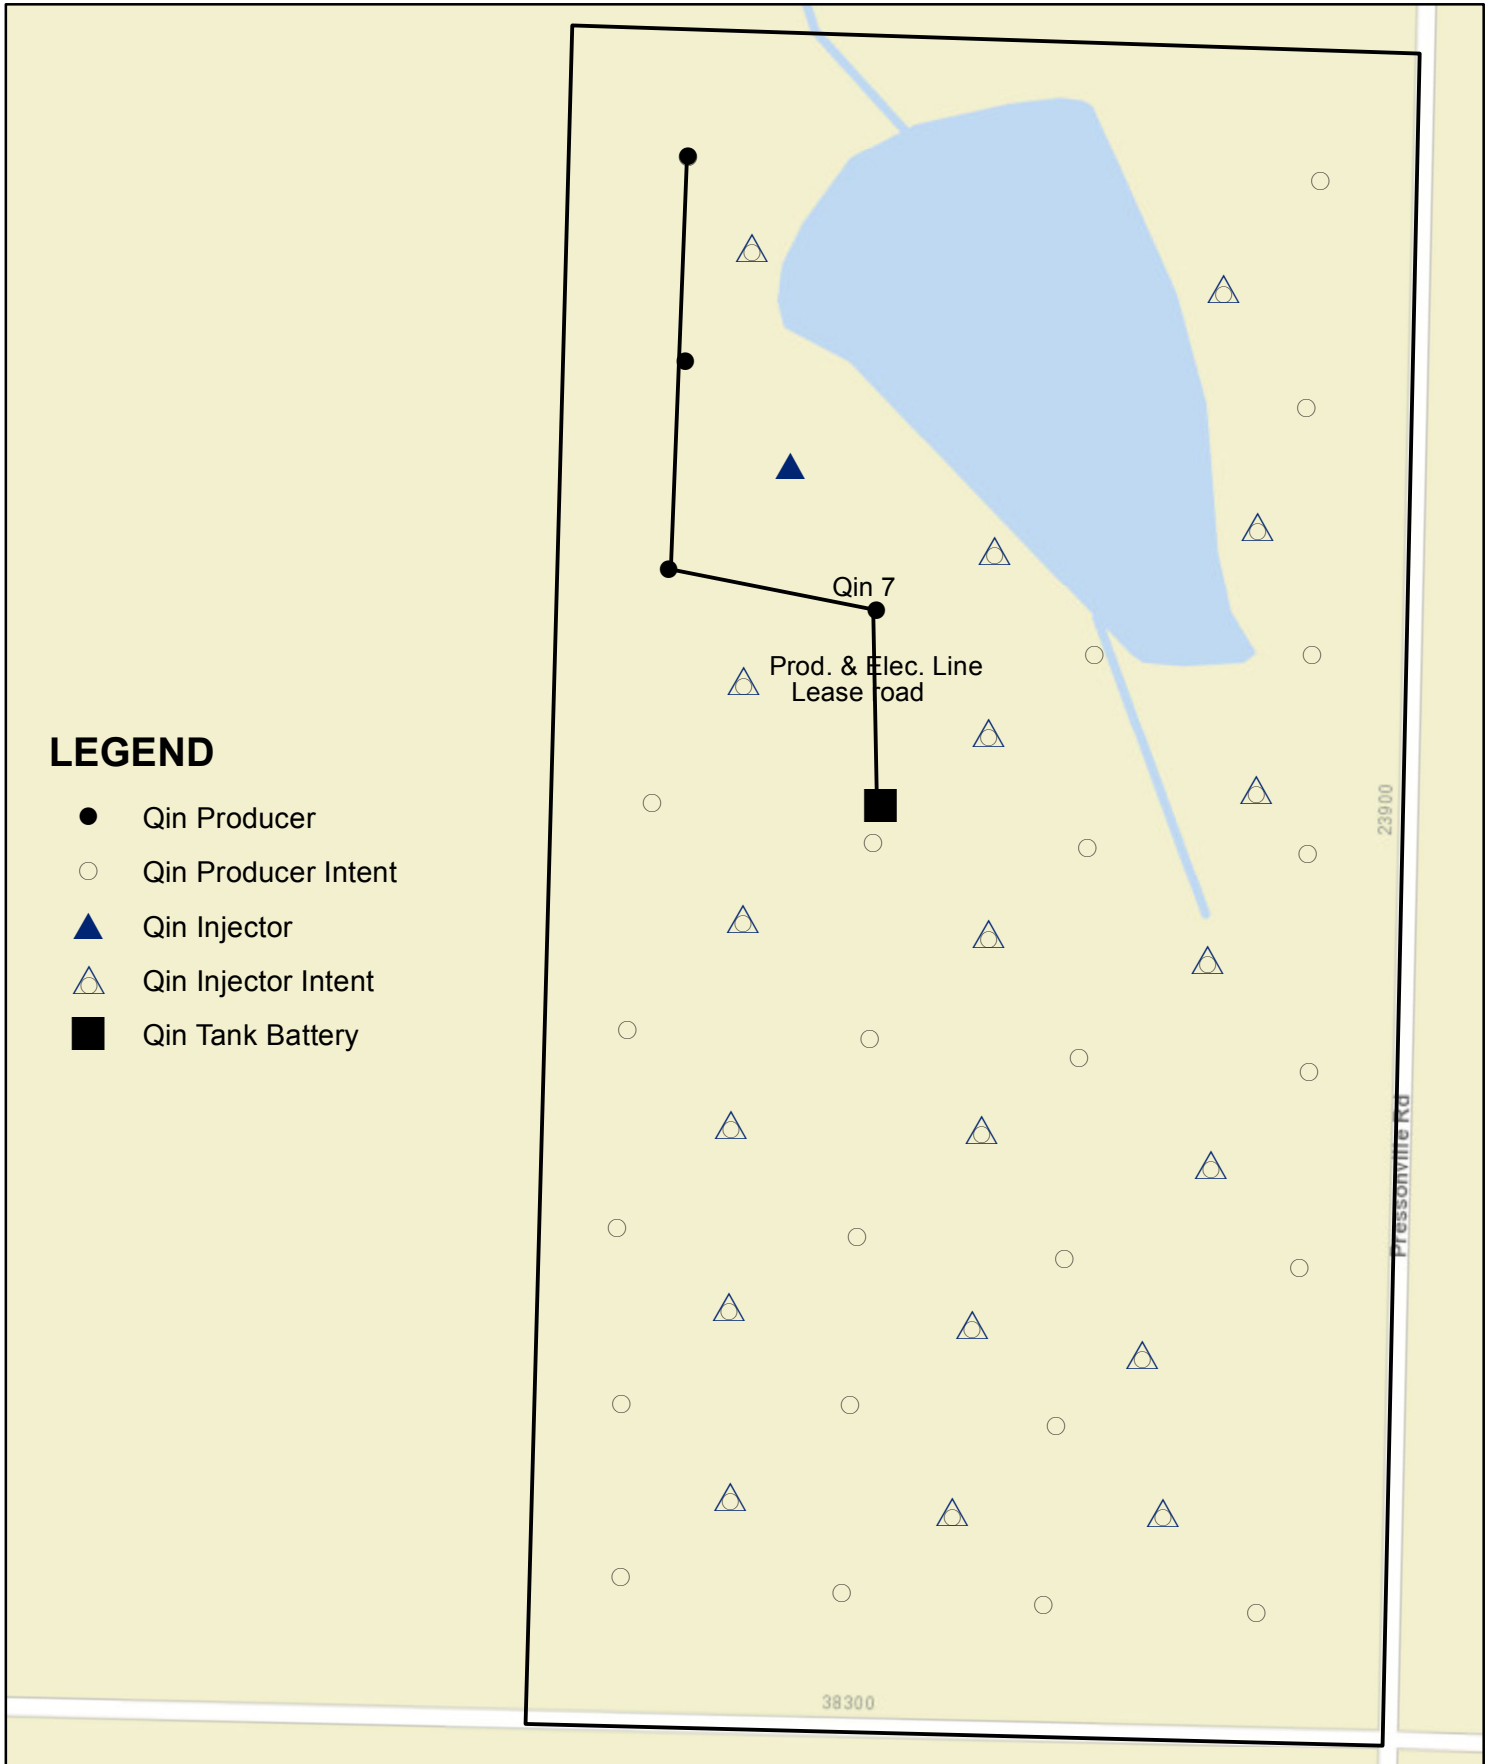 Qin 7
Prod. & Elec. Line
Lease road
LEGEND
Qin Producer
Qin Producer Intent
Qin Injector
Qin Injector Intent
Qin Tank Battery
23900
Pressonville Rd
38300